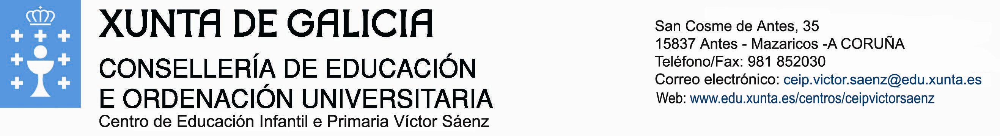 XUNTA DE GALICIA
CONSELLERÍA DE EDUCACIÓN
E ORDENACIÓN UNIVERSITARIA
Centro de Educación Infantil e Primaria Víctor Sáenz
San Cosme de Antes, 35
15837 Antes - Mazaricos -A CORUÑA
Teléfono/Fax: 981 852030
Correo electrónico: ceip.victor.saenz@edu.xunta.es
Web: www.edu.xunta.es/centros/ceipvictorsaenz